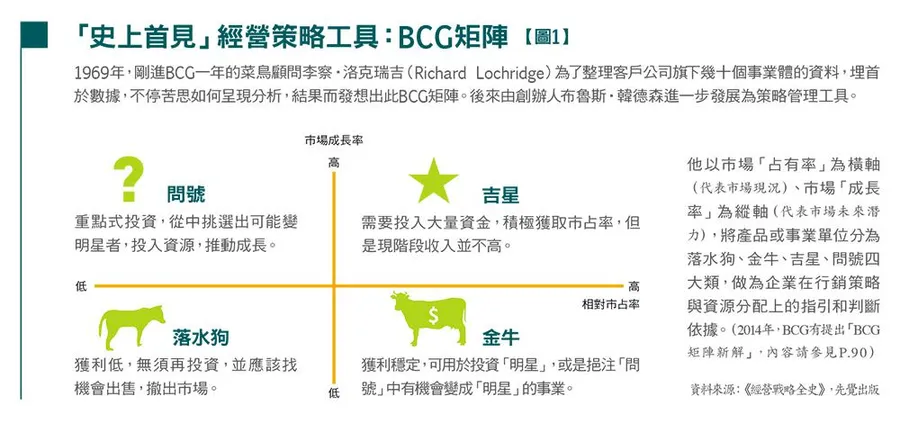 「史上首見」經營策略工具：BCG矩陣【圖1】
1969年，剛進BCG一年的菜鳥顧問李察・洛克瑞吉（Richard Lochridge）為了整理客戶公司旗下幾十個事業體的資料，埋首
於數據，不停苦思如何呈現分析，結果而發想出此BCG矩陣。後來由創辦人布魯斯・韓德森進一步發展為策略管理工具。
市場成長率
高
?
問號
重點式投資，從中挑選出可能變
明星者，投入資源，推動成長。
吉星
需要投入大量資金，積極獲取市占率，但
是現階段收入並不高。
低
高
相對市占率
落水狗
獲利低，無須再投資，並應該找
機會出售，撤出市場。
$
金牛
獲利穩定，可用於投資「明星」，或是挹注「問
號」中有機會變成「明星」的事業。
低
他以市場「占有率」為橫軸
（代表市場現況）、市場「成長
率」為縱軸（代表市場未來潛
力），將產品或事業單位分為
落水狗、金牛、吉星、問號四
大類，做為企業在行銷策略
與資源分配上的指引和判斷
依據。（2014年，BCG有提出「BCG
矩陣新解」，內容請參見P.90）
資料來源：《經營戰略全史》，先覺出版